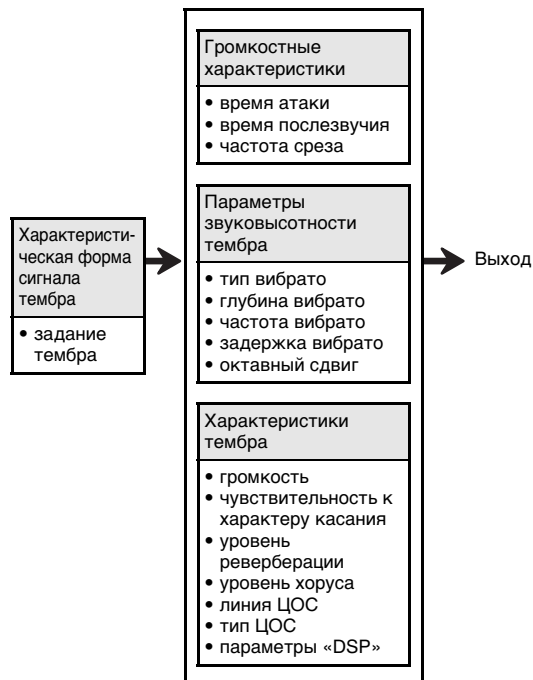 Характеристи-
ческая форма
сигнала
тембра
• задание
тембра
Громкостные
характеристики
• время атаки
• время послезвучия
• частота среза
Параметры
звуковысотности
тембра
• тип вибрато
• глубина вибрато
• частота вибрато
• задержка вибрато
• октавный сдвиг
Характеристики
тембра
• громкость
• чувствительность к
характеру касания
• уровень
реверберации
• уровень хоруса
• линия ЦОС
• тип ЦОС
• параметры «DSP»
Выход